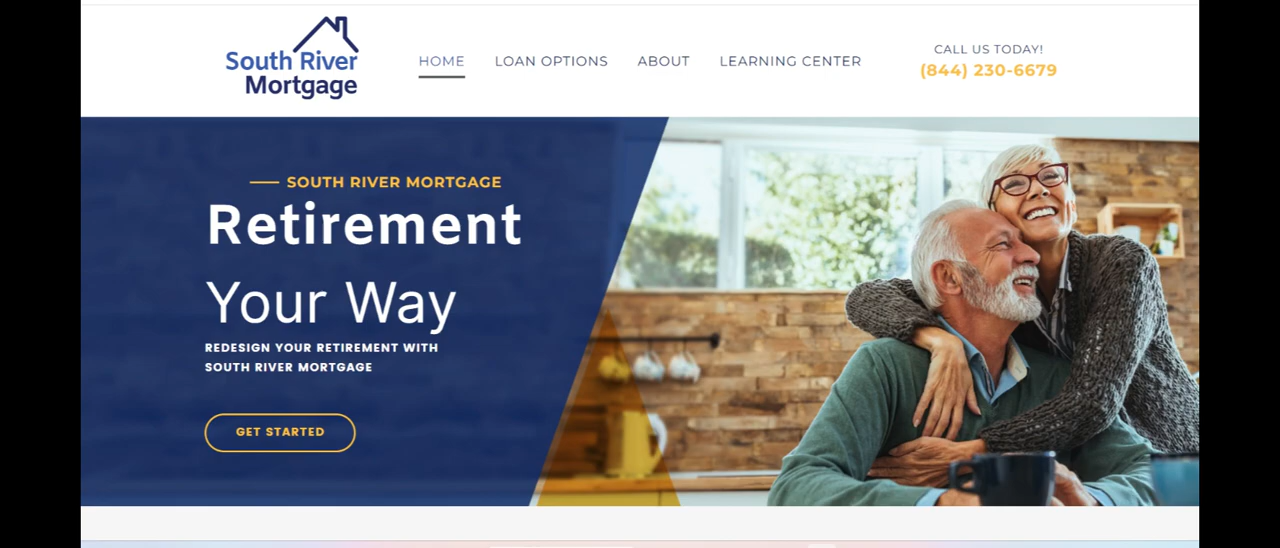 South River
Mortgage
HOME
LOAN OPTIONS
ABOUT
LEARNING CENTER
CALL US TODAY!
(844) 230-6679
SOUTH RIVER MORTGAGE
Retirement
Your Way
REDESIGN YOUR RETIREMENT WITH
SOUTH RIVER MORTGAGE
GET STARTED